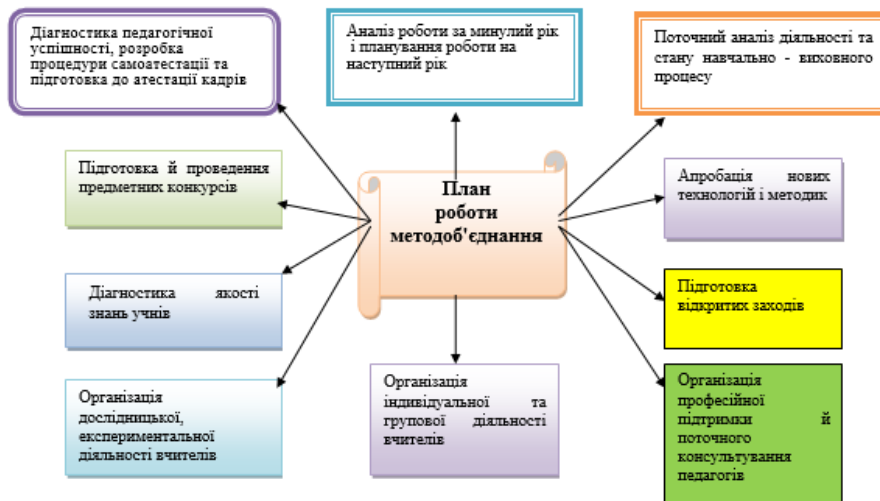 Діагностика педагогічної
успішності, розробка
процедури самоатестації та
підготовка до атестації кадрів
Аналіз роботи за минулий рік
і планування роботи на
наступний рік
Поточний аналіз діяльності та
стану навчально - виховного
процесу
Підготовка й проведення
предметних конкурсів
План
роботи
методоб'єднання
Апробація нових
технологій і методик
Діагностика якості
знань учнів
Підготовка
відкритих заходів
Організація
дослідницької,
експериментальної
діяльності вчителів
Організація
індивідуальної та
групової діяльності
вчителів
Організація
професійної
підтримки й
поточного
консультування
педагогів